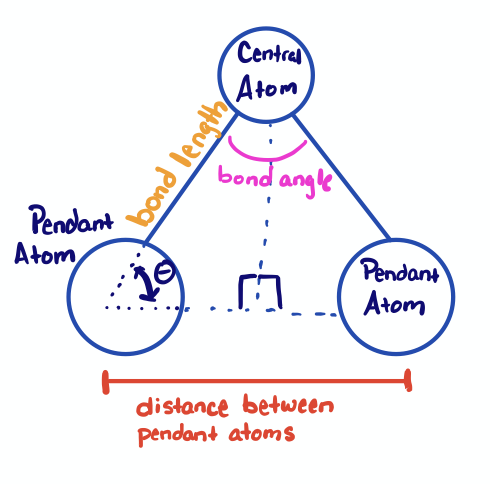 Central
Atom
bond length
bond angle
Pendant
Atom
θ
Pendant
Atom
distance between
pendant atoms